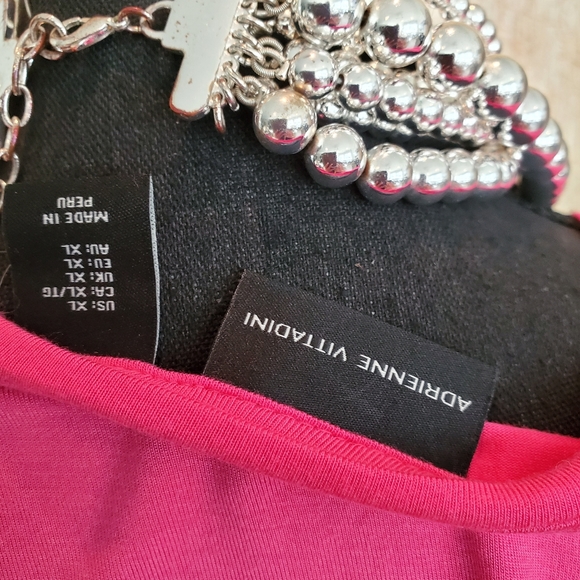 ADRIENNE VITTADINI
US: XL
CA: XL/TG
UK: XL
EU: XL
AU: XL
MADE IN
PERU